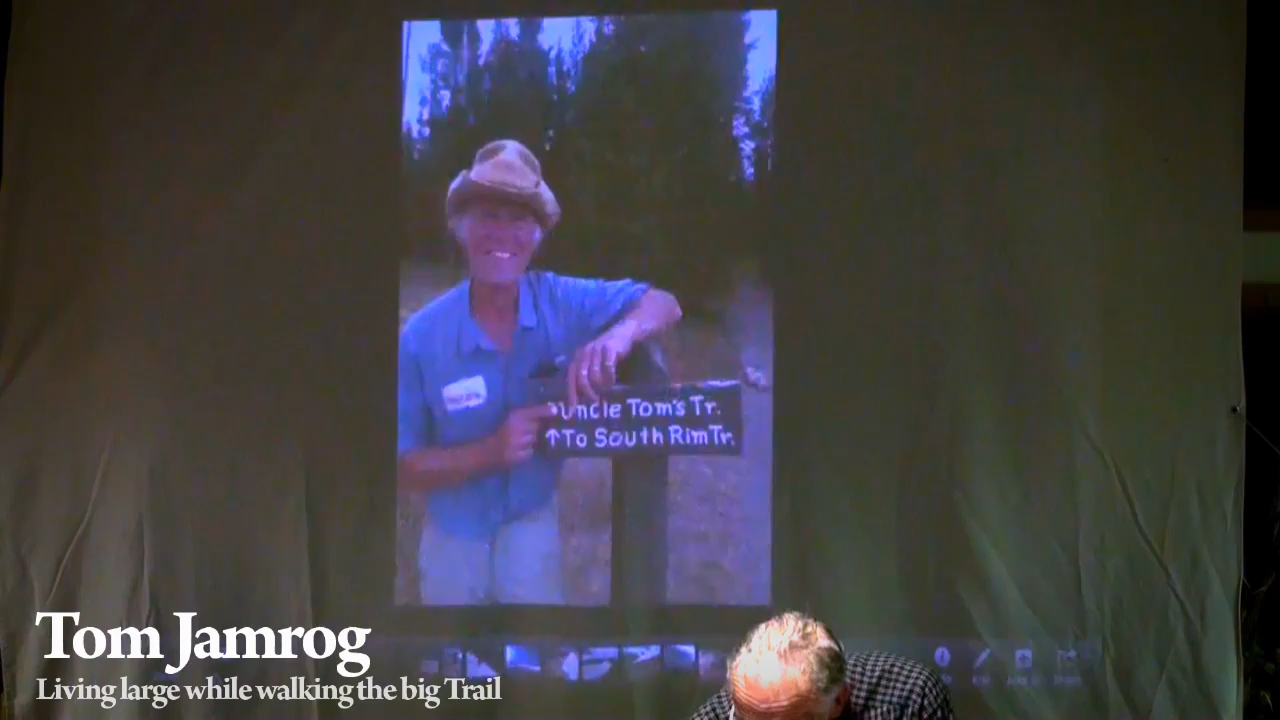 Uncle Tom's Tr.
↑To South Rim Tr.
Tom Jamrog
Living large while walking the big Trail